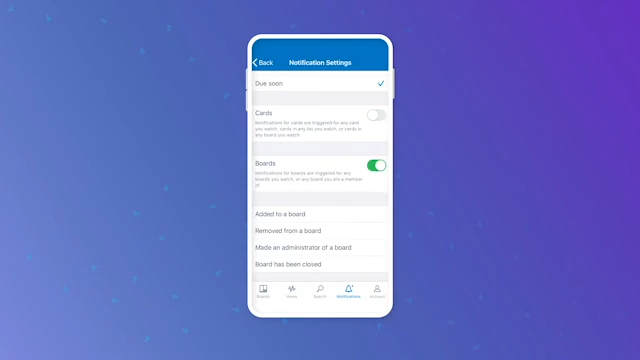 Back
Notification Settings
Due soon
Cards
Notifications for cards are triggered for any card
you watch, cards in any list you watch, or cards in
any board you watch
Boards
Notifications for boards are triggered for any
boards you watch, or any board you are a member
of.
Added to a board
Removed from a board
Made an administrator of a board
Board has been closed
Boards
Home
Search
Notifications
Account